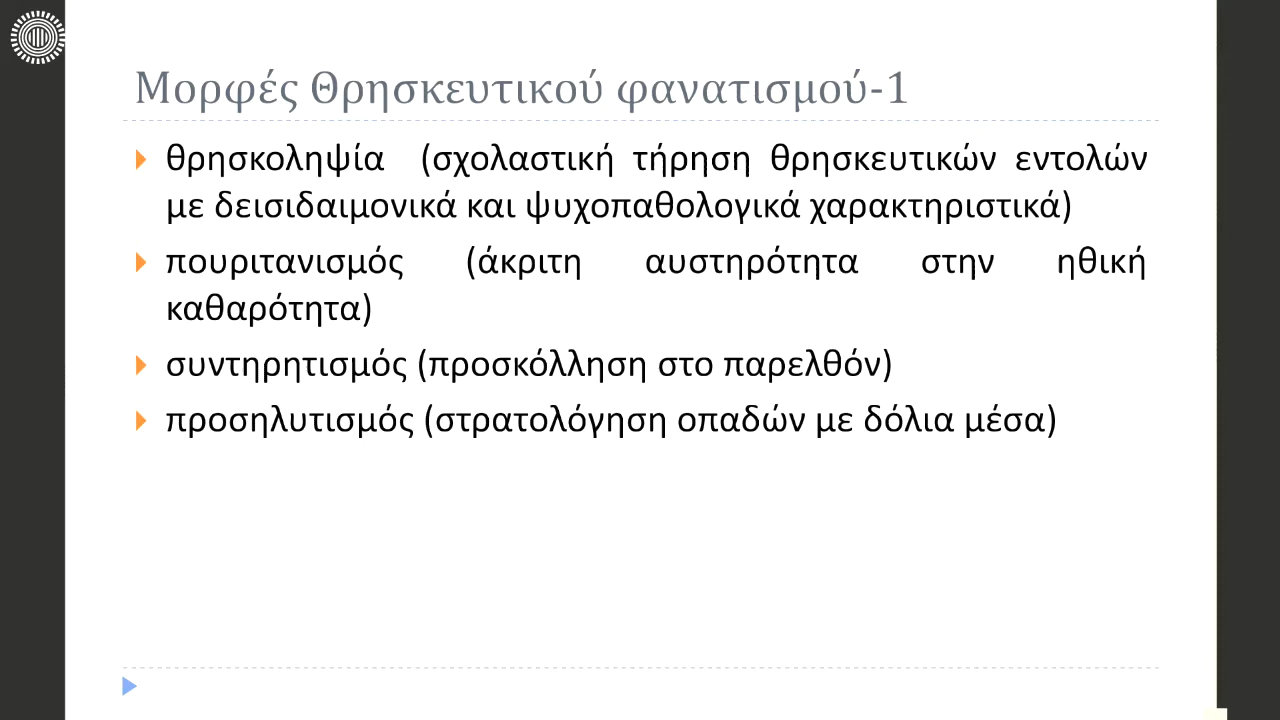 Μορφές Θρησκευτικού φανατισμού-1
θρησκοληψία (σχολαστική τήρηση θρησκευτικών εντολών
με δεισιδαιμονικά και ψυχοπαθολογικά χαρακτηριστικά)
πουριτανισμός (άκριτη αυστηρότητα στην ηθική
καθαρότητα)
συντηρητισμός (προσκόλληση στο παρελθόν)
προσηλυτισμός (στρατολόγηση οπαδών με δόλια μέσα)